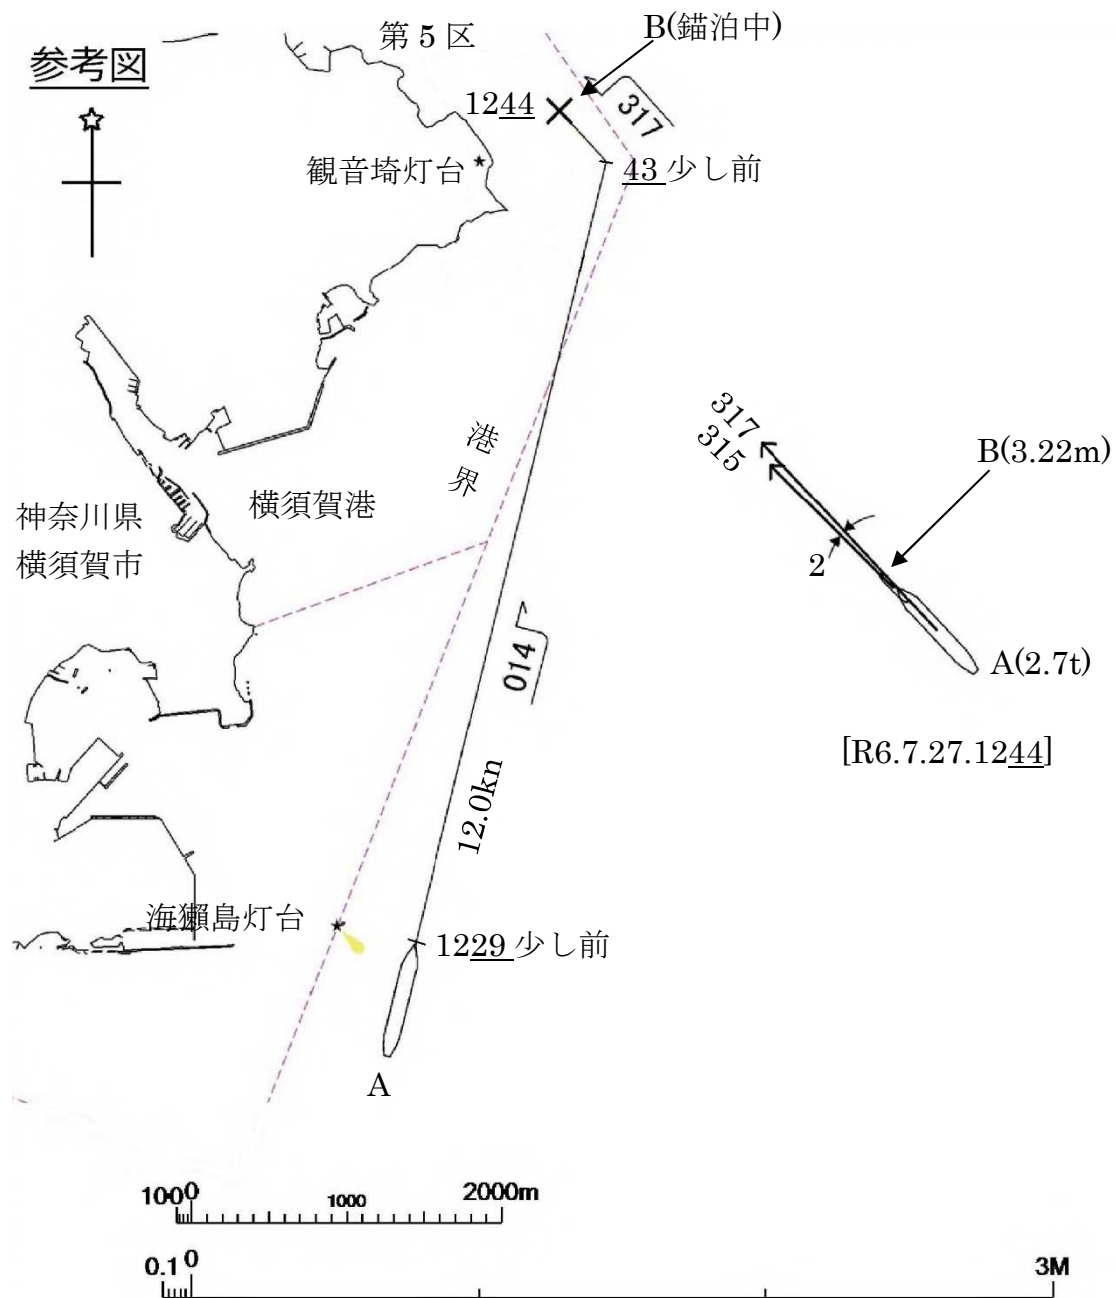 参考図
第5区
B(錨泊中)
1244
317
観音埼灯台
43 少し前
港界
317
315
B(3.22m)
神奈川県
横須賀市
横須賀港
2
014
A(2.7t)
[R6.7.27.1244]
12.0kn
海獺島灯台
1229 少し前
A
100 0 1000 2000m
0.1 0 3M